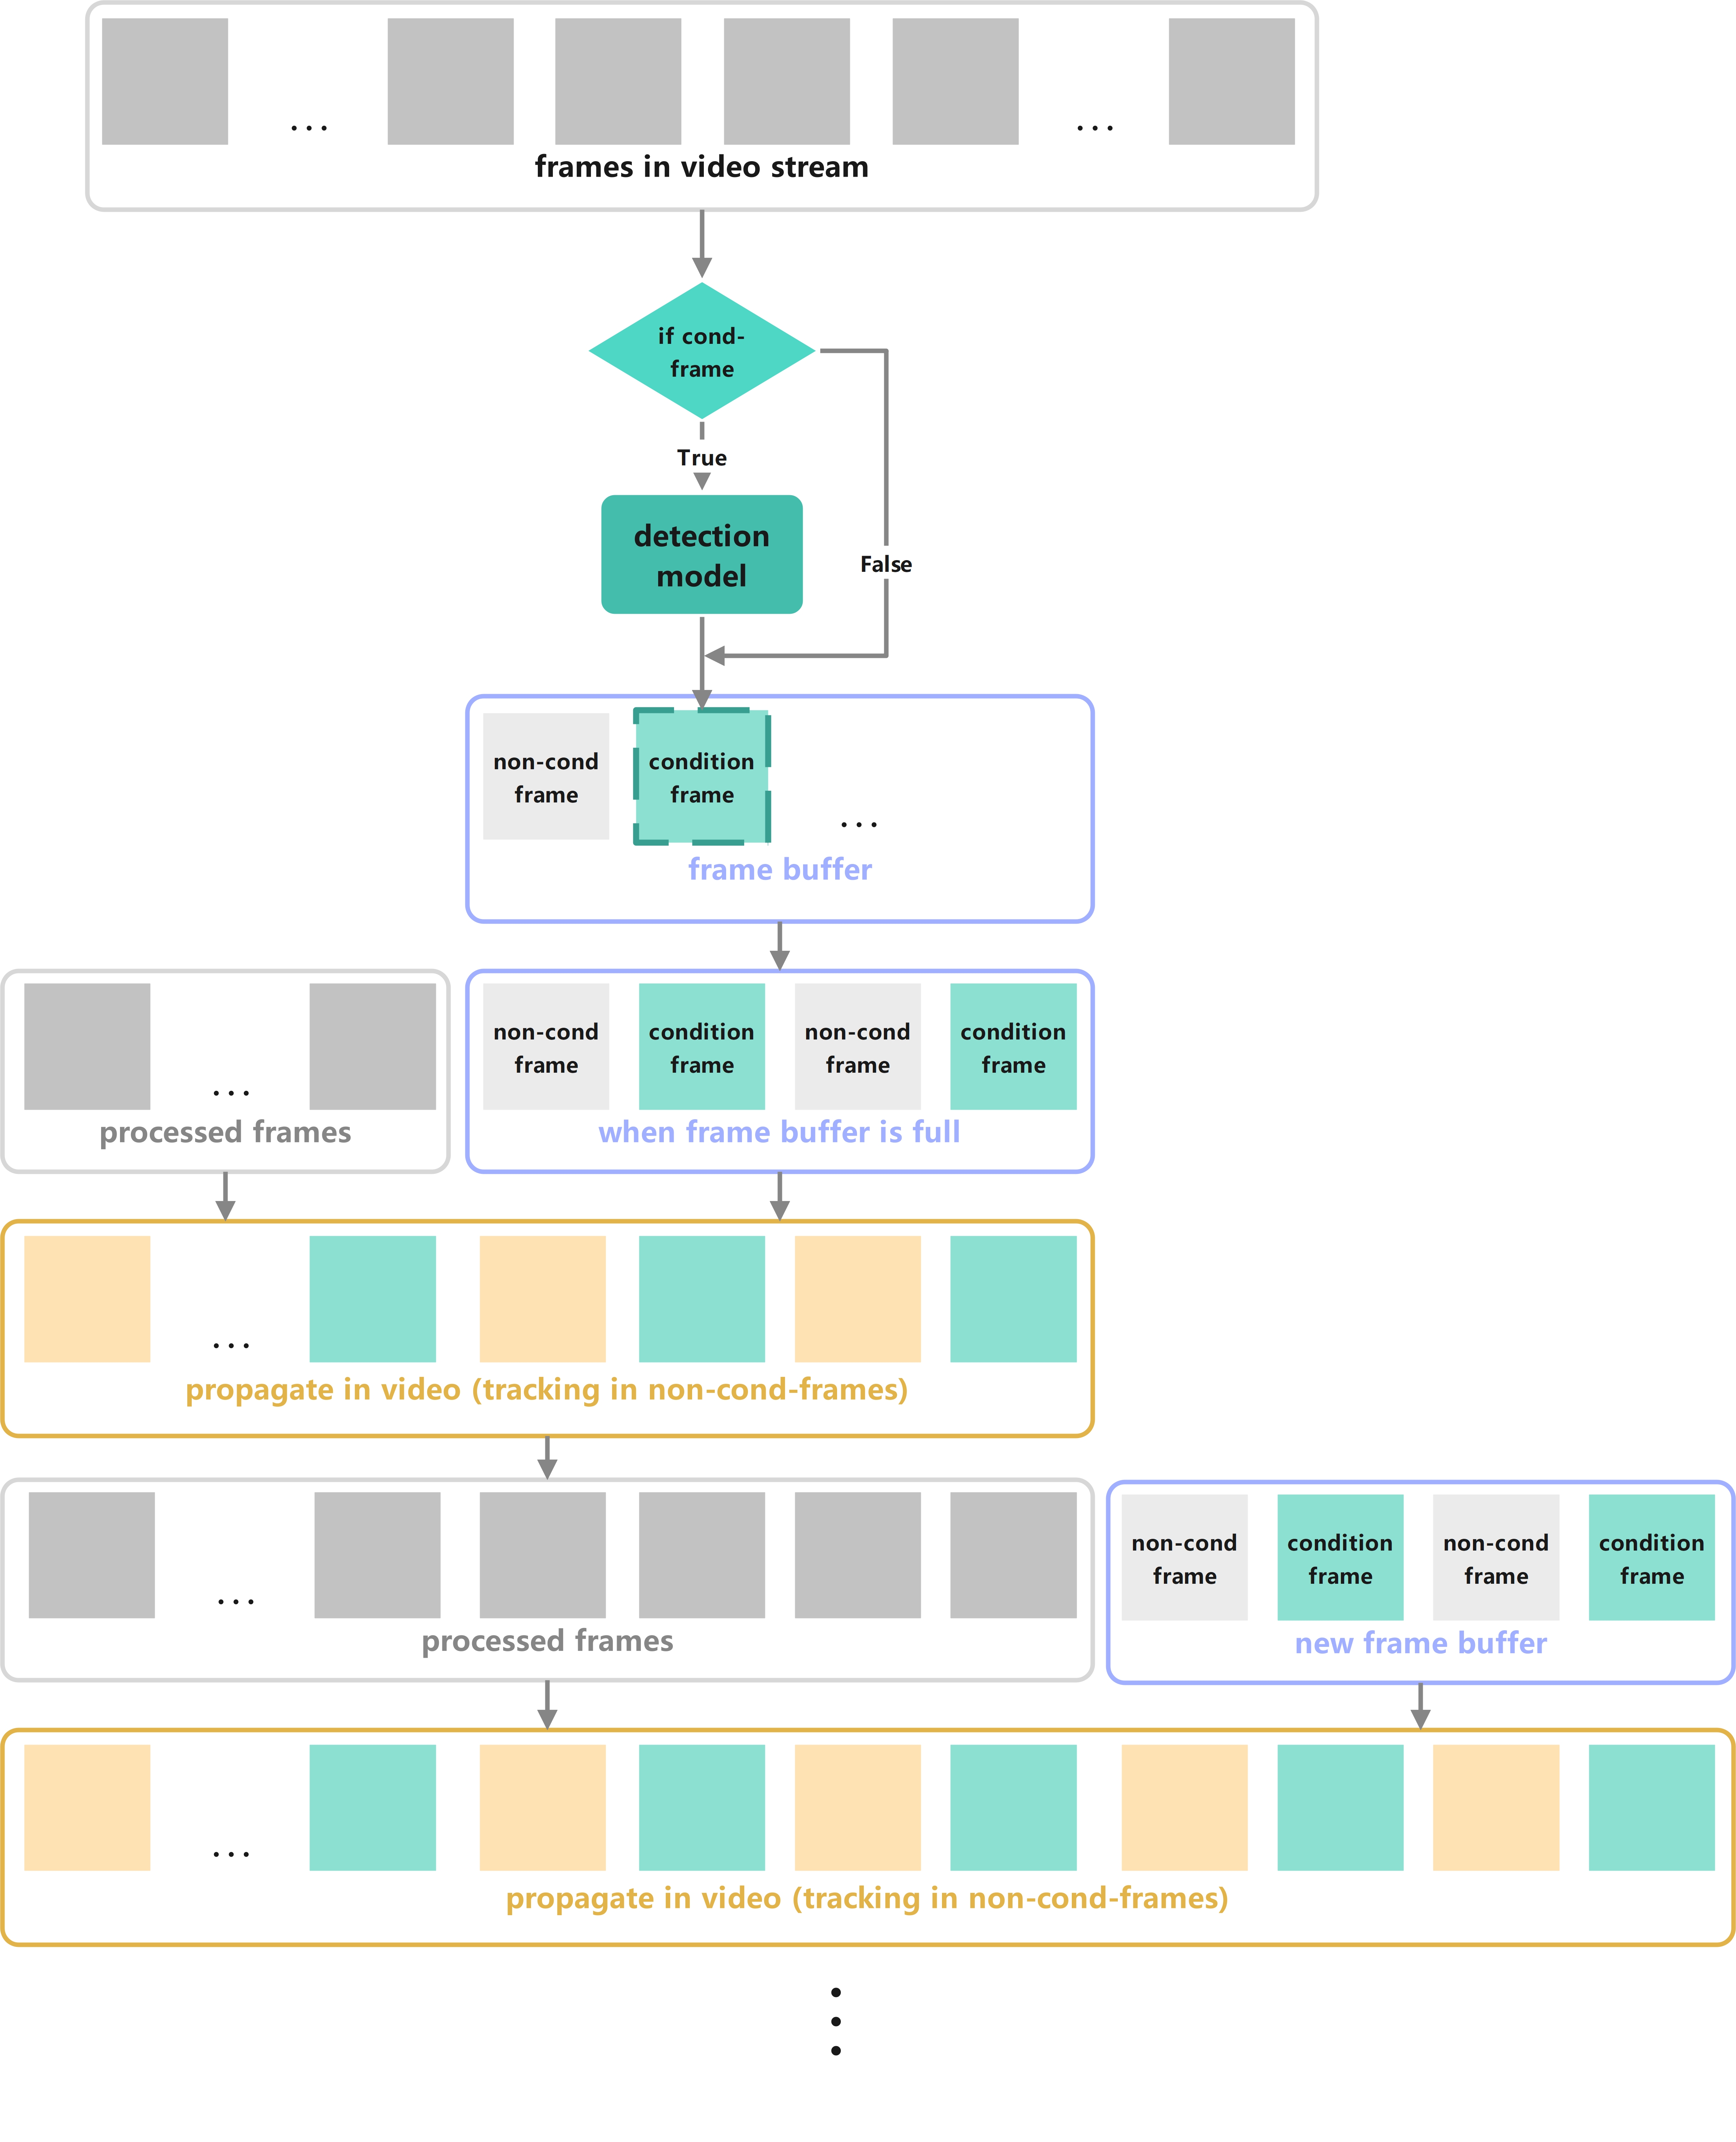 ... ...
frames in video stream
if cond-
frame
True
detection
model
False
non-cond
frame
condition
frame
...
frame buffer
non-cond
frame
condition
frame
non-cond
frame
condition
frame
...
processed frames
when frame buffer is full
...
propagate in video (tracking in non-cond-frames)
...
processed frames
non-cond
frame
condition
frame
non-cond
frame
condition
frame
new frame buffer
...
propagate in video (tracking in non-cond-frames)